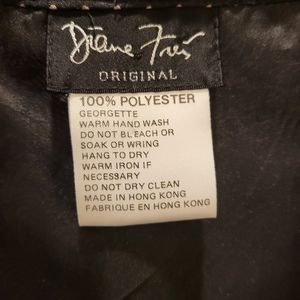 Diane Freis
ORIGINAL
100% POLYESTER
GEORGETTE
WARM HAND WASH
DO NOT BLEACH OR
SOAK OR WRING
HANG TO DRY
WARM IRON IF
NECESSARY
DO NOT DRY CLEAN
MADE IN HONG KONG
FABRIQUE EN HONG KONG